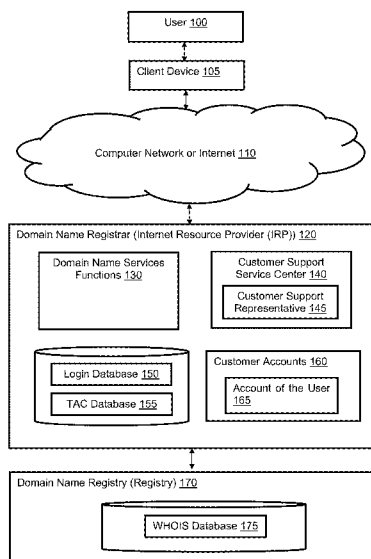 User 100
Client Device 105
Computer Network or Internet 110
Domain Name Registrar (Internet Resource Provider (IRP)) 120
Domain Name Services
Functions 130
Customer Support
Service Center 140
Customer Support
Representative 145
Login Database 150
TAC Database 155
Customer Accounts 160
Account of the User
165
Domain Name Registry (Registry) 170
WHOIS Database 175